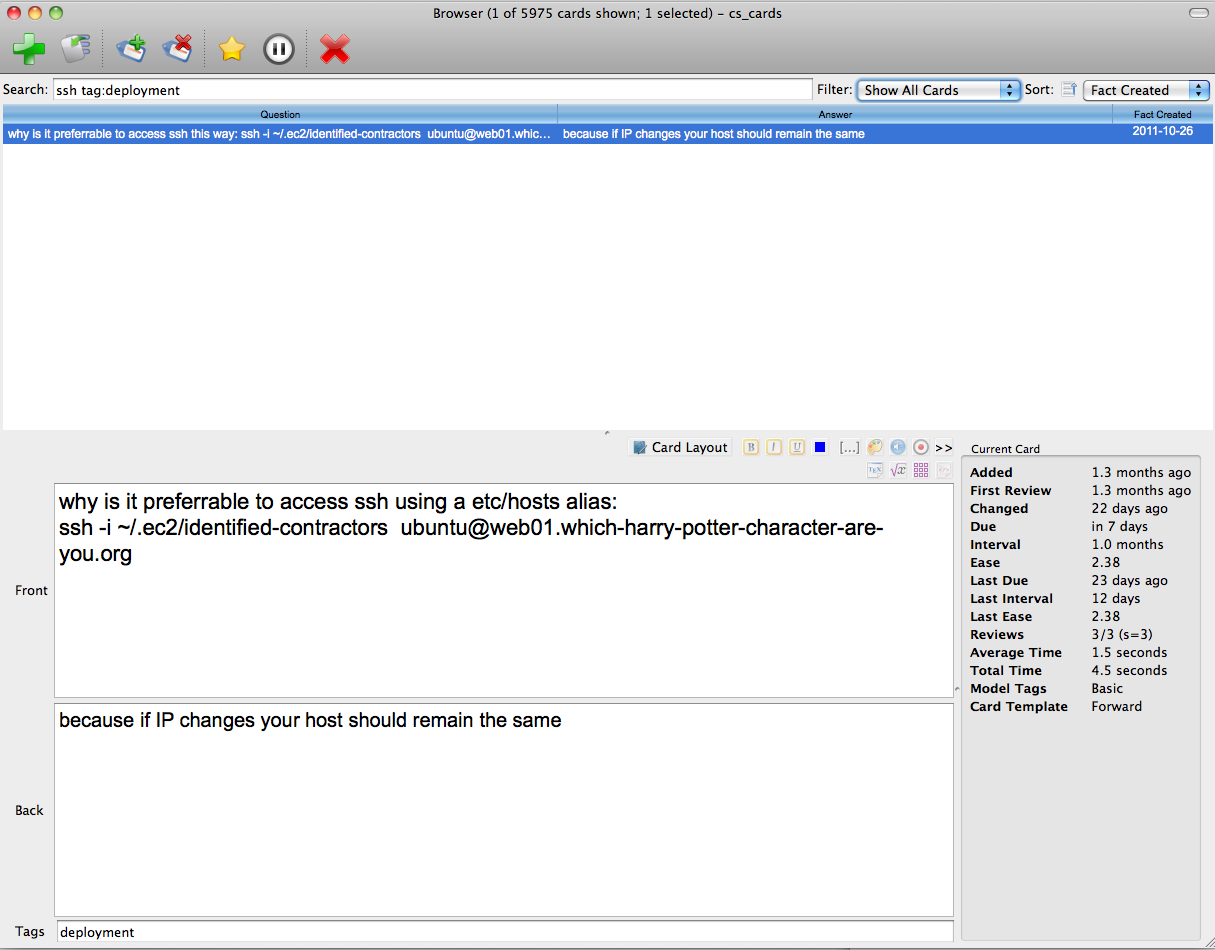 Browser (1 of 5975 cards shown; 1 selected) – cs_cards
Search: ssh tag:deployment Filter: Show All Cards Sort: Fact Created
Question Answer Fact Created
why is it preferrable to access ssh this way: ssh -i ~/.ec2/identified-contractors ubuntu@web01.whic... because if IP changes your host should remain the same 2011-10-26
Card Layout B I U [...] >>
TEX √x
Front
why is it preferrable to access ssh using a etc/hosts alias:
ssh -i ~/.ec2/identified-contractors ubuntu@web01.which-harry-potter-character-are-
you.org
Back
because if IP changes your host should remain the same
Tags deployment
Current Card
Added 1.3 months ago
First Review 1.3 months ago
Changed 22 days ago
Due in 7 days
Interval 1.0 months
Ease 2.38
Last Due 23 days ago
Last Interval 12 days
Last Ease 2.38
Reviews 3/3 (s=3)
Average Time 1.5 seconds
Total Time 4.5 seconds
Model Tags Basic
Card Template Forward